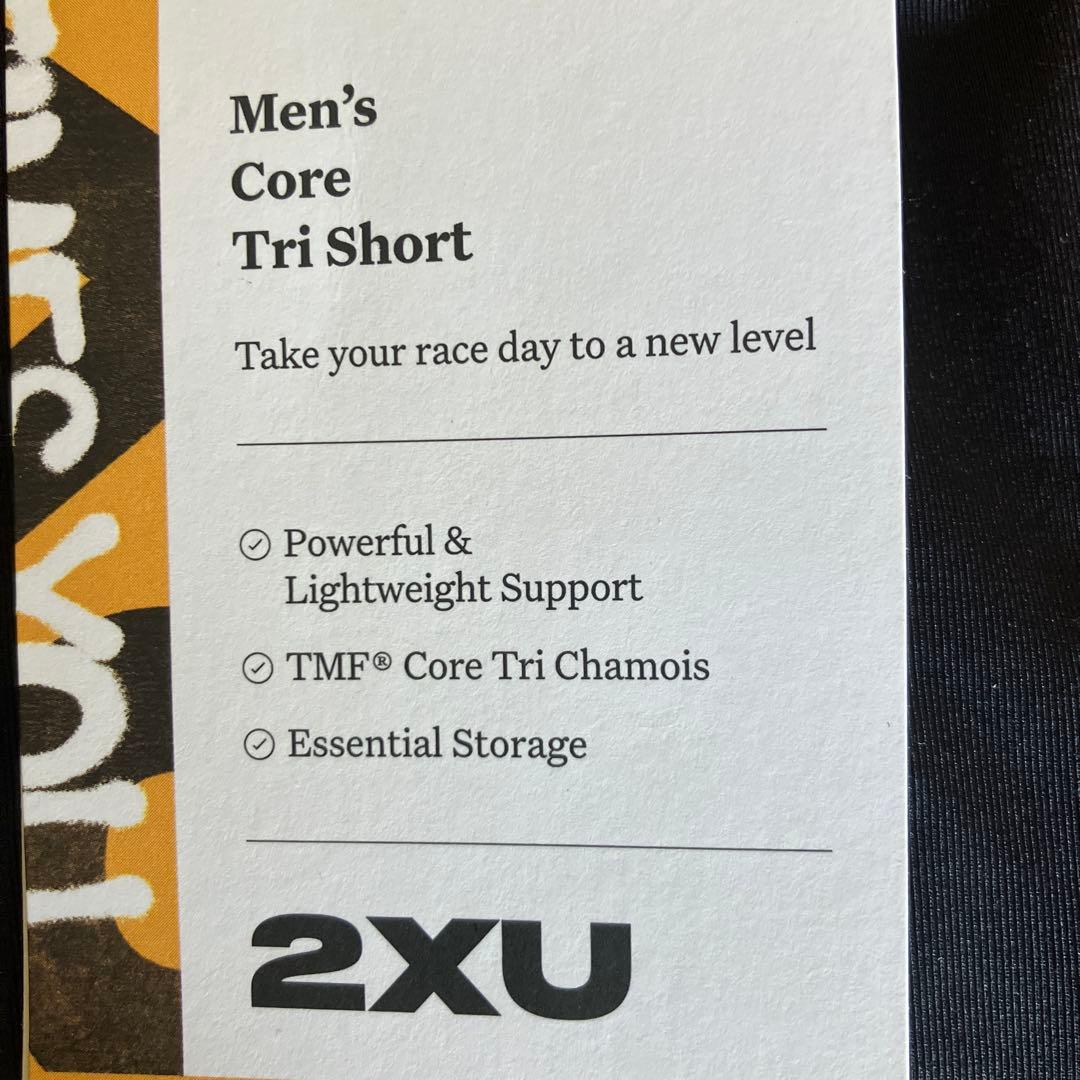 Men's
Core
Tri Short
Take your race day to a new level
Powerful &
Lightweight Support
TMF® Core Tri Chamois
Essential Storage
2XU